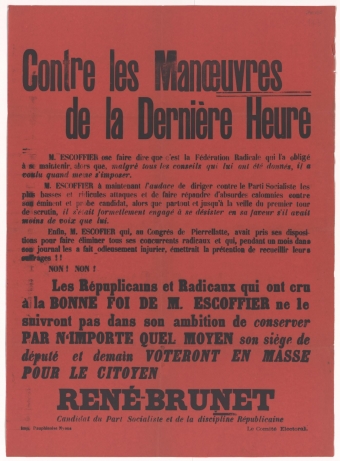 Contre les Manœuvres
de la Dernière Heure
M. ESCOFFIER ose faire dire que c'est la Fédération Radicale qui l'a obligé
à se maintenir, alors que, malgré tous les conseils qui lui ont été donnés, il a
voulu quand même s'imposer.
M. ESCOFFIER a maintenant l'audace de diriger contre le Parti Socialiste les
plus basses et ridicules attaques et de faire répandre d'absurdes calomnies contre
son éminent et probe candidat, alors que partout et jusqu'à la veille du premier tour
de scrutin, il s'était formellement engagé à se désister en sa faveur s'il avait
moins de voix que lui.
Enfin, M. ESCOFIER qui, au Congrès de Pierrelatte, avait pris ses disposi-
tions pour faire éliminer tous ses concurrents radicaux et qui, pendant un mois dans
son journal les a fait odieusement injurier, émettrait la prétention de recueillir leurs
suffrages !!
NON ! NON !
Les Républicains et Radicaux qui ont cru
à la BONNE FOI DE M. ESCOFFIER ne le
suivront pas dans son ambition de conserver
PAR N'IMPORTE QUEL MOYEN son siège de
député et demain VOTERONT EN MASSE
POUR LE CITOYEN
RENÉ-BRUNET
Candidat du Parti Socialiste et de la discipline Républicaine
Le Comité Electoral.